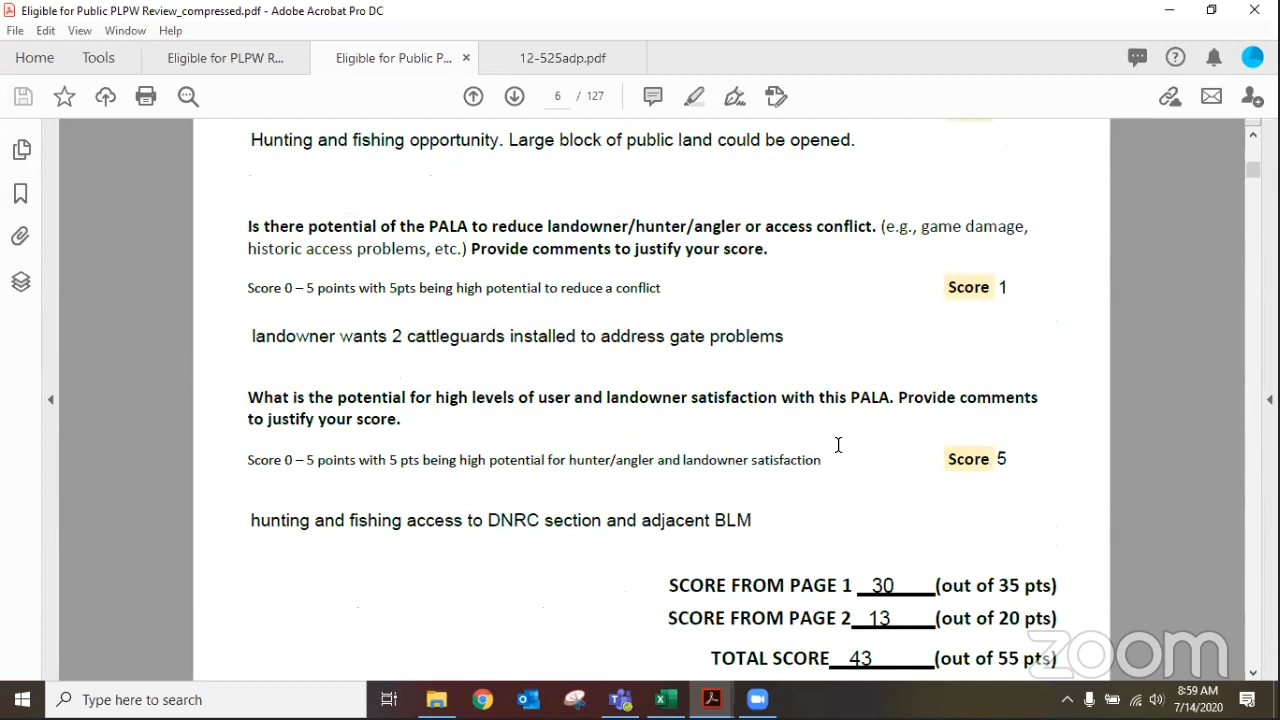 Eligible for Public PLPW Review_compressed.pdf - Adobe Acrobat Pro DC
File Edit View Window Help
Home Tools Eligible for PLPW R... Eligible for Public P... × 12-525adp.pdf
6 / 127
Hunting and fishing opportunity. Large block of public land could be opened.
Is there potential of the PALA to reduce landowner/hunter/angler or access conflict. (e.g., game damage,
historic access problems, etc.) Provide comments to justify your score.
Score 0 – 5 points with 5pts being high potential to reduce a conflict Score 1
landowner wants 2 cattleguards installed to address gate problems
What is the potential for high levels of user and landowner satisfaction with this PALA. Provide comments
to justify your score.
Score 0 – 5 points with 5 pts being high potential for hunter/angler and landowner satisfaction Score 5
hunting and fishing access to DNRC section and adjacent BLM
SCORE FROM PAGE 1 30 (out of 35 pts)
SCORE FROM PAGE 2 13 (out of 20 pts)
TOTAL SCORE 43 (out of 55 pts)
zoom
Type here to search
8:59 AM
7/14/2020